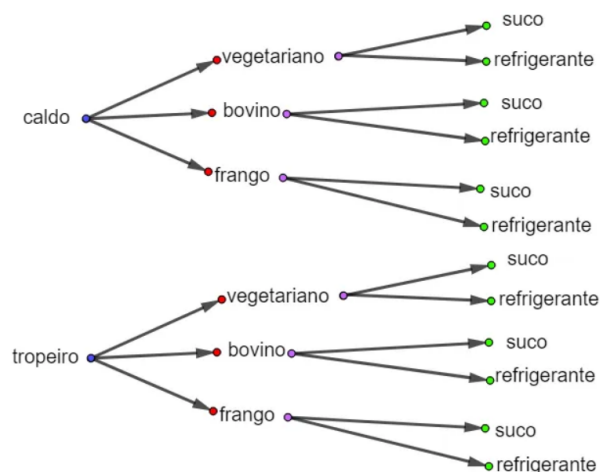 suco
vegetariano
refrigerante
caldo
bovino
suco
refrigerante
frango
suco
refrigerante
suco
vegetariano
refrigerante
tropeiro
bovino
suco
refrigerante
frango
suco
refrigerante